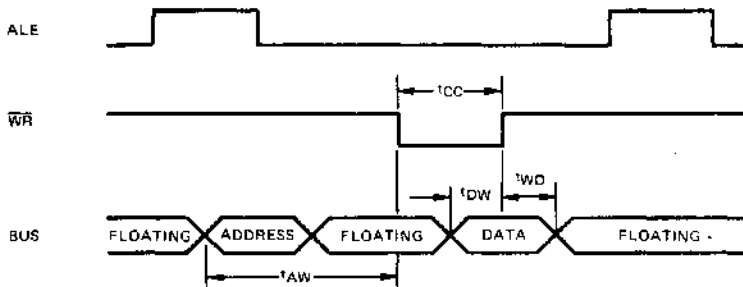 ALE
tCC
WR
tDW
tWD
BUS
FLOATING
ADDRESS
FLOATING
DATA
FLOATING
tAW